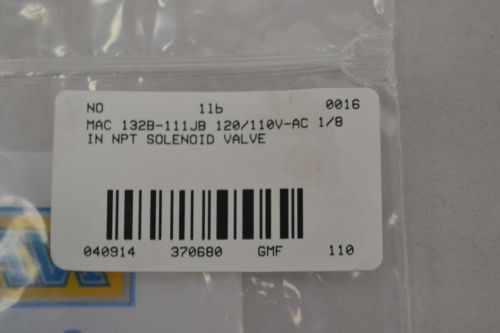 NO 11b 0016
MAC 132B-111JB 120/110V-AC 1/8
IN NPT SOLENOID VALVE
040914 370680 GMF 110